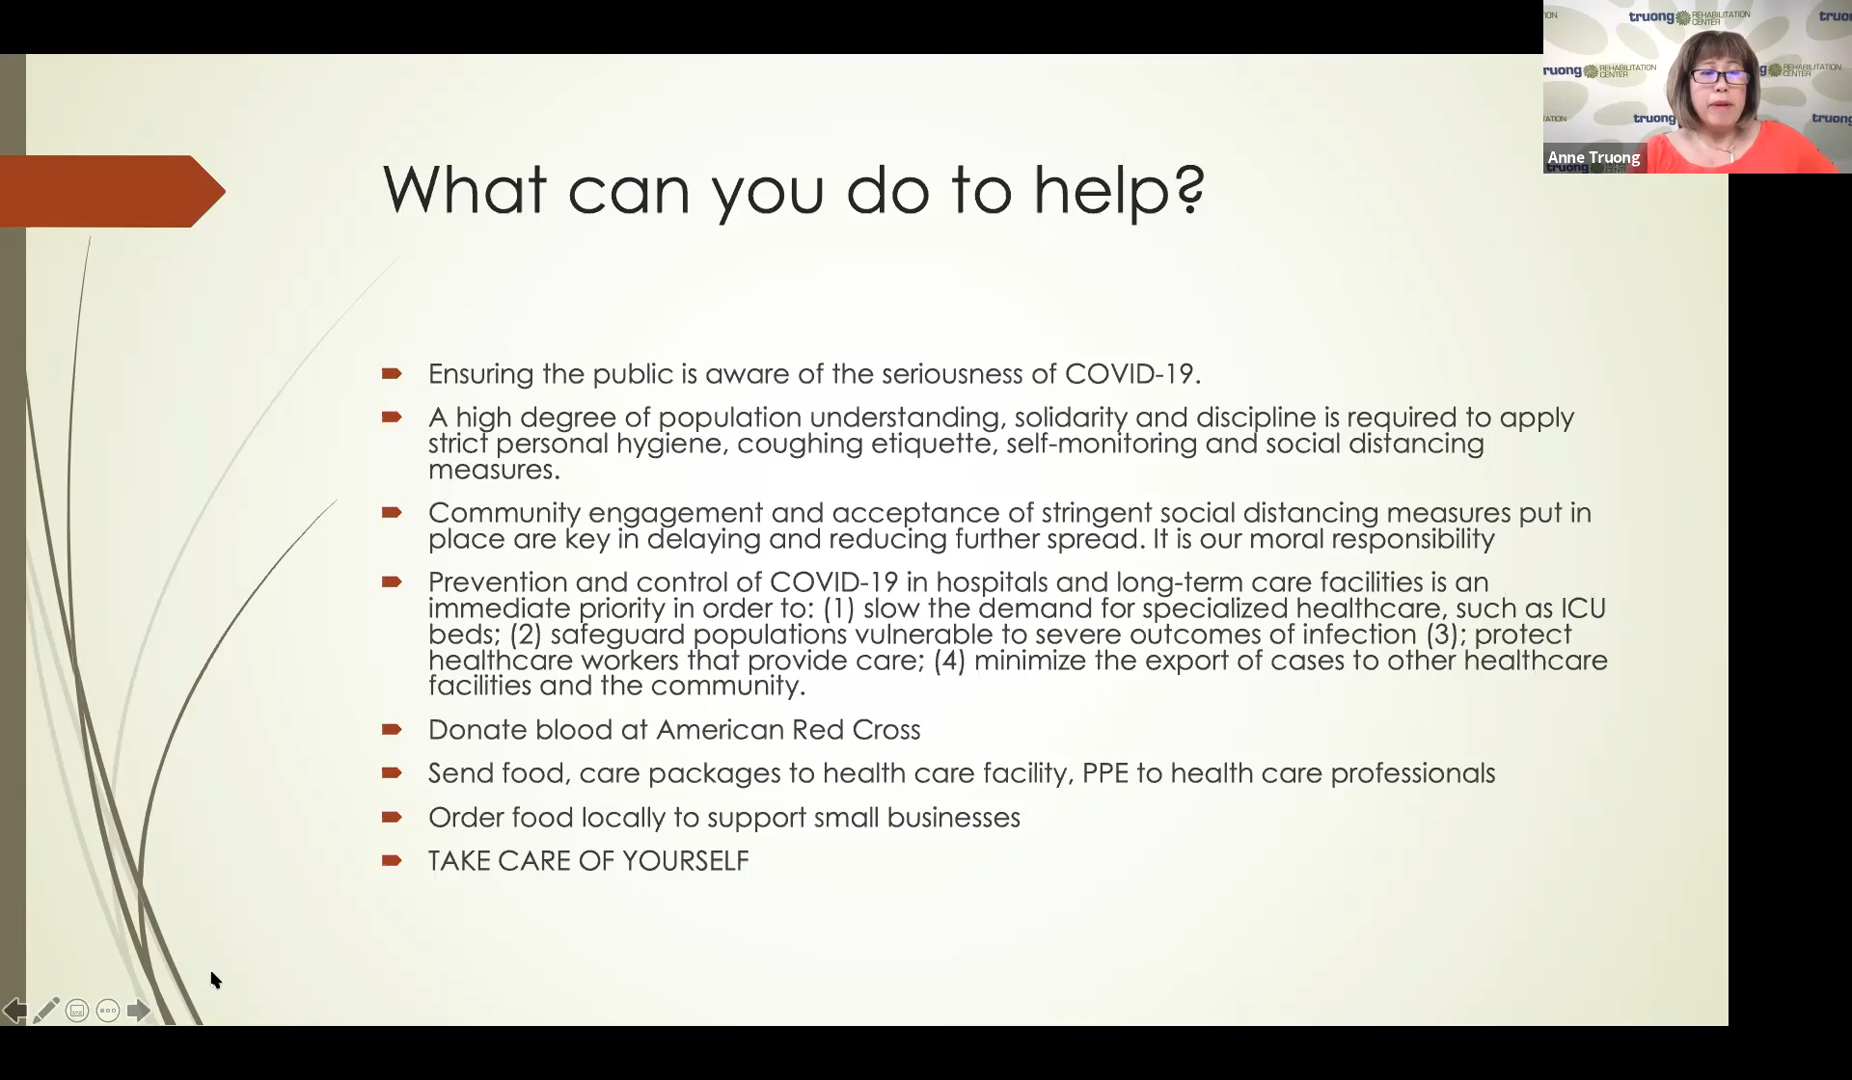 What can you do to help?
Ensuring the public is aware of the seriousness of COVID-19.
A high degree of population understanding, solidarity and discipline is required to apply
strict personal hygiene, coughing etiquette, self-monitoring and social distancing
measures.
Community engagement and acceptance of stringent social distancing measures put in
place are key in delaying and reducing further spread. It is our moral responsibility
Prevention and control of COVID-19 in hospitals and long-term care facilities is an
immediate priority in order to: (1) slow the demand for specialized healthcare, such as ICU
beds; (2) safeguard populations vulnerable to severe outcomes of infection (3); protect
healthcare workers that provide care; (4) minimize the export of cases to other healthcare
facilities and the community.
Donate blood at American Red Cross
Send food, care packages to health care facility, PPE to health care professionals
Order food locally to support small businesses
TAKE CARE OF YOURSELF
truong REHABILITATION
CENTER
truo
ruong REHABILITATION
CENTER
REHABILITATION
CENTER
truong
truong
Anne Truong